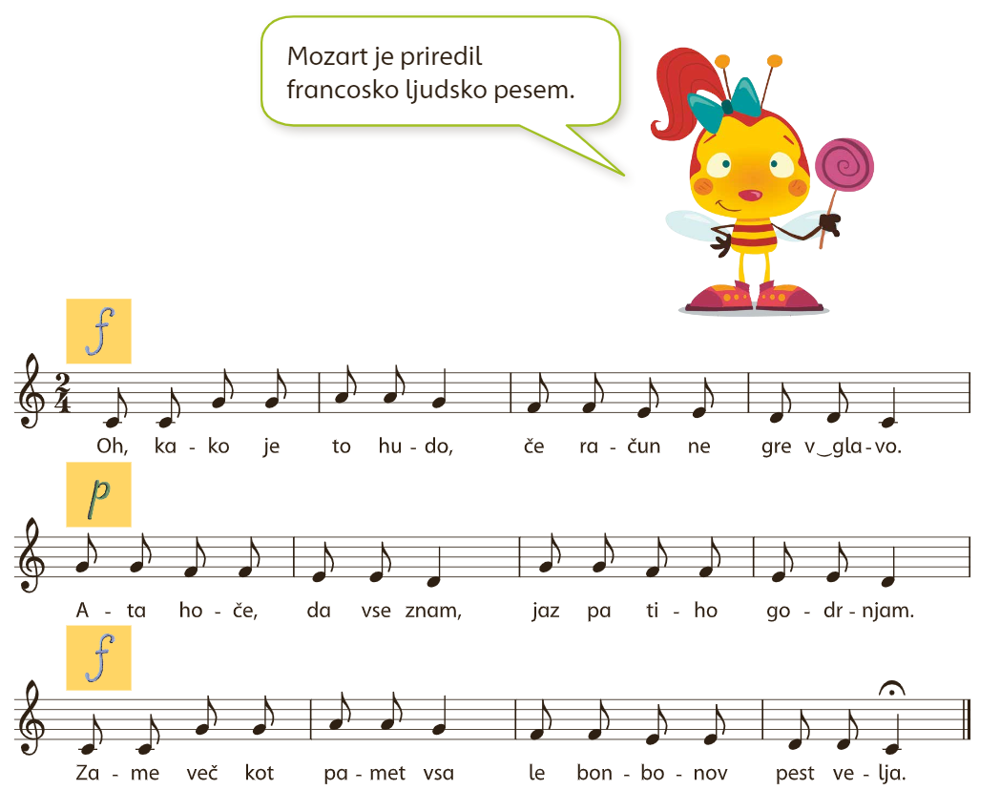 Mozart je priredil
francosko ljudsko pesem.
f
2
4
Oh, ka - ko je to hu - do, če ra - čun ne gre v‿gla - vo.
p
A - ta ho - če, da vse znam, jaz pa ti - ho go - dr - njam.
f
Za - me več kot pa - met vsa le bon - bo - nov pest ve - lja.